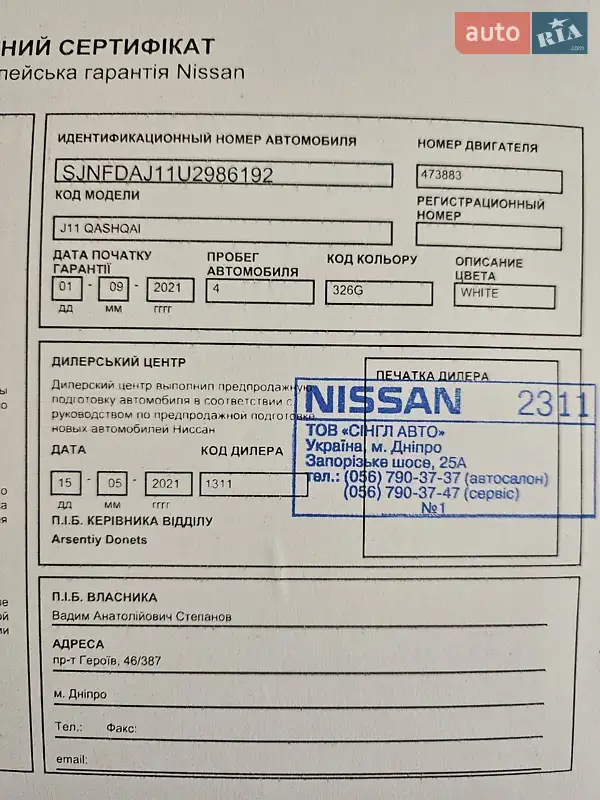 auto RIA .com
НИЙ СЕРТИФІКАТ
пейська гарантія Nissan
ИДЕНТИФИКАЦИОННЫЙ НОМЕР АВТОМОБИЛЯ
SJNFDAJ11U2986192
НОМЕР ДВИГАТЕЛЯ
473883
КОД МОДЕЛИ
J11 QASHQAI
РЕГИСТРАЦИОННЫЙ
НОМЕР
ДАТА ПОЧАТКУ
ГАРАНТІЇ
01 - 09 - 2021
ДД ММ ГГГГ
ПРОБЕГ
АВТОМОБИЛЯ
4
КОД КОЛЬОРУ
326G
ОПИСАНИЕ
ЦВЕТА
WHITE
ДИЛЕРСЬКИЙ ЦЕНТР
Дилерский центр выполнил предпродажную
подготовку автомобиля в соответствии с
руководством по предпродажной подготовке
новых автомобилей Ниссан
ДАТА
15 - 05 - 2021
ДД ММ ГГГГ
КОД ДИЛЕРА
1311
П.І.Б. КЕРІВНИКА ВІДДІЛУ
Arsentiy Donets
ПЕЧАТКА ДИЛЕРА
NISSAN 2311
ТОВ «СІНГЛ АВТО»
Україна, м. Дніпро
Запорізьке шосе, 25А
тел.: (056) 790-37-37 (автосалон)
(056) 790-37-47 (сервіс)
№1
П.І.Б. ВЛАСНИКА
Вадим Анатолійович Степанов
АДРЕСА
пр-т Героїв, 46/387
м. Дніпро
Тел.: Факс:
email: